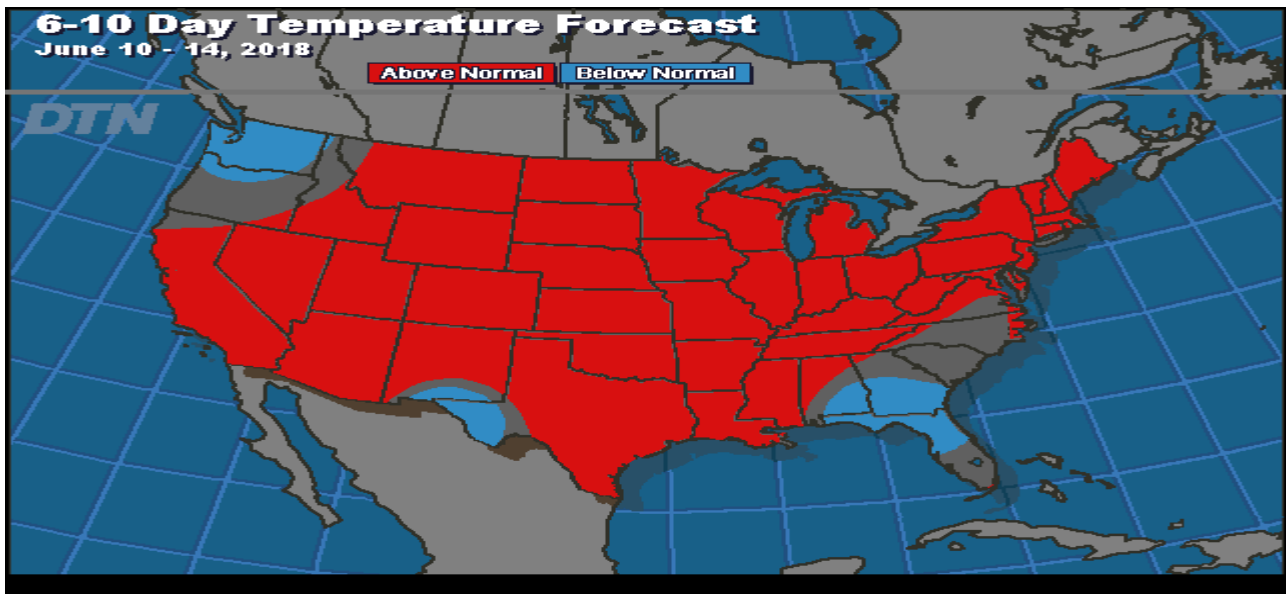 6-10 Day Temperature Forecast
June 10 - 14, 2018
Above Normal Below Normal
DTN